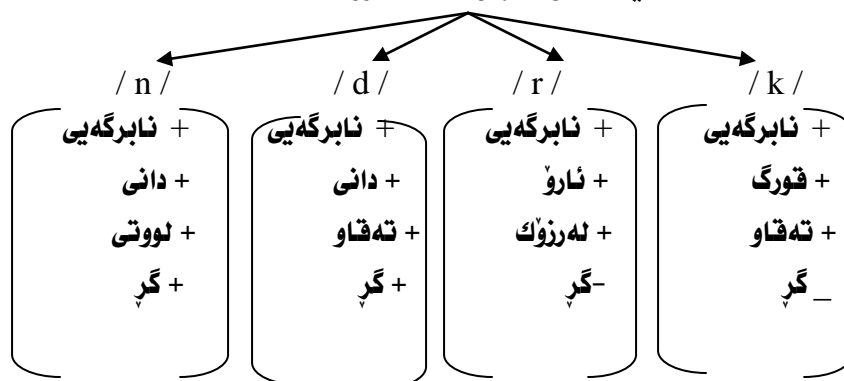 / k / / r / / d / / n /
+ نابرگەیی + نابرگەیی + نابرگەیی + نابرگەیی
+ قورگ + ئارۆ + دانی + دانی
+ تەقاو + لەرزۆك + تەقاو + لووتی
_ گڕ -گڕ + گڕ + گڕ